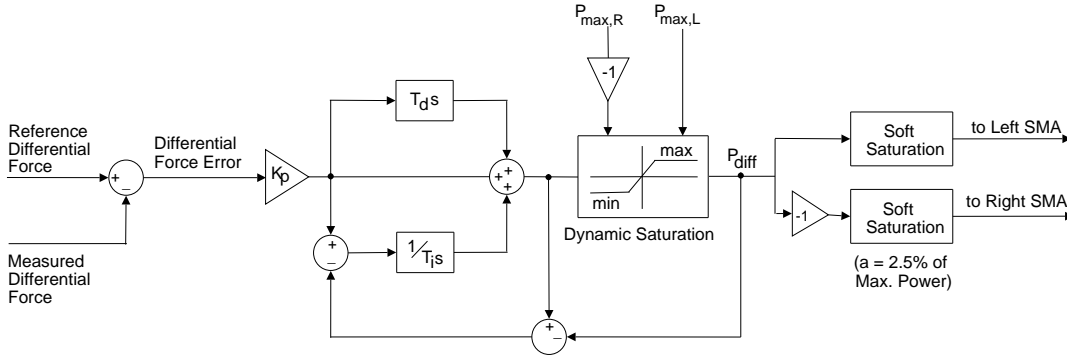 P max,R
P max,L
-1
T d s
Reference
Differential
Force
Differential
Force Error
+
–
K p
+ + +
+
max
min
P diff
Soft
Saturation
to Left SMA
Dynamic Saturation
-1
Soft
Saturation
to Right SMA
(a = 2.5% of
Max. Power)
+
–
1/T i s
Measured
Differential
Force
+
–